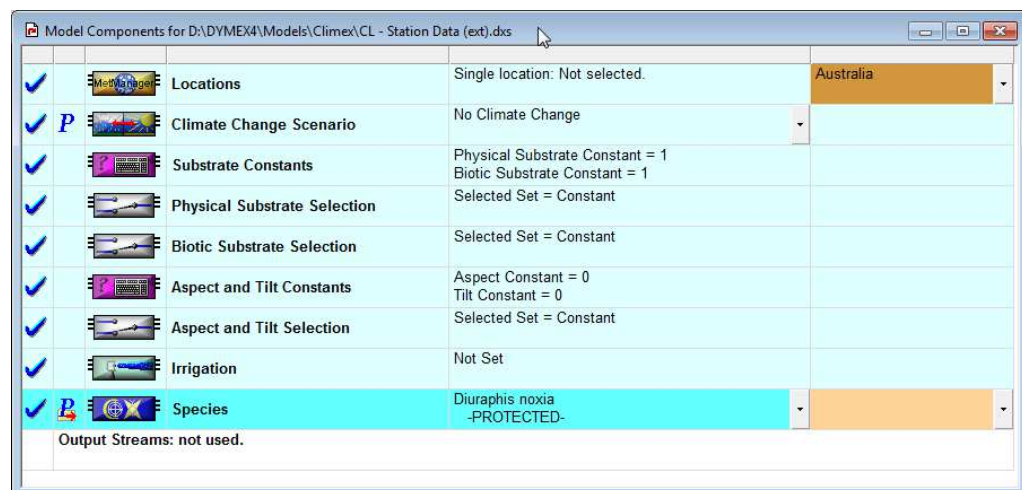 Model Components for D:\DYMEX4\Models\Climex\CL - Station Data (ext).dxs
MetManager Locations Single location: Not selected. Australia
P Climate Change Scenario No Climate Change
? Substrate Constants Physical Substrate Constant = 1
Biotic Substrate Constant = 1
Physical Substrate Selection Selected Set = Constant
Biotic Substrate Selection Selected Set = Constant
? Aspect and Tilt Constants Aspect Constant = 0
Tilt Constant = 0
Aspect and Tilt Selection Selected Set = Constant
Irrigation Not Set
P Species Diuraphis noxia
-PROTECTED-
Output Streams: not used.